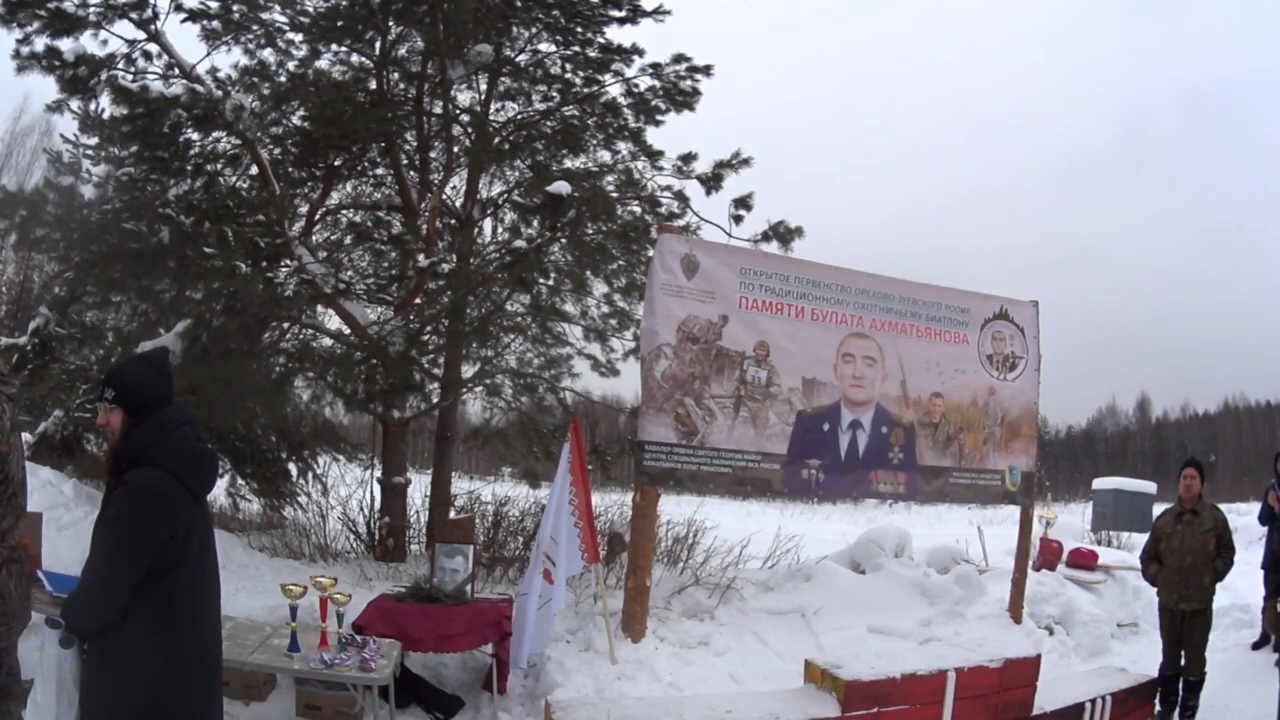 ОТКРЫТОЕ ПЕРВЕНСТВО ОРЕХОВО-ЗУЕВСКОГО РООИР
ПО ТРАДИЦИОННОМУ ОХОТНИЧЬЕМУ БИАТЛОНУ
ПАМЯТИ БУЛАТА АХМАТЬЯНОВА
33
КАВАЛЕР ОРДЕНА СВЯТОГО ГЕОРГИЯ МАЙОР
ЦЕНТРА СПЕЦИАЛЬНОГО НАЗНАЧЕНИЯ ФСБ РОССИИ
АХМАТЬЯНОВ БУЛАТ РИНАТОВИЧ